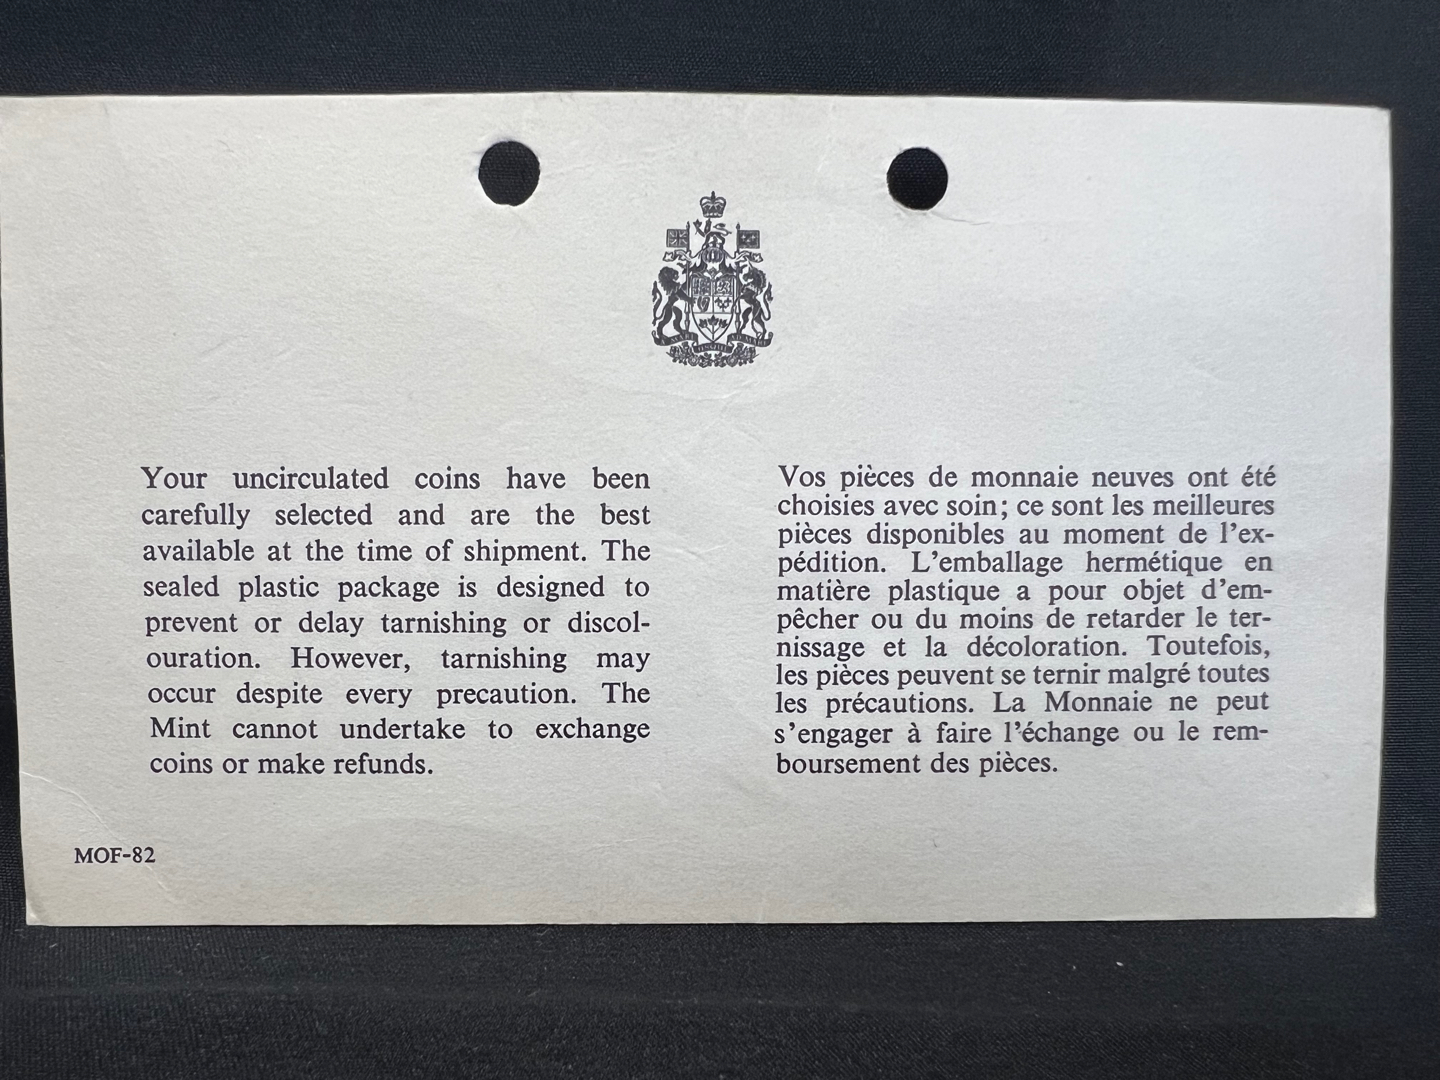 Your uncirculated coins have been
carefully selected and are the best
available at the time of shipment. The
sealed plastic package is designed to
prevent or delay tarnishing or discol-
ouration. However, tarnishing may
occur despite every precaution. The
Mint cannot undertake to exchange
coins or make refunds.
Vos pièces de monnaie neuves ont été
choisies avec soin; ce sont les meilleures
pièces disponibles au moment de l'ex-
pédition. L'emballage hermétique en
matière plastique a pour objet d'em-
pêcher ou du moins de retarder le ter-
nissage et la décoloration. Toutefois,
les pièces peuvent se ternir malgré toutes
les précautions. La Monnaie ne peut
s'engager à faire l'échange ou le rem-
boursement des pièces.
MOF-82